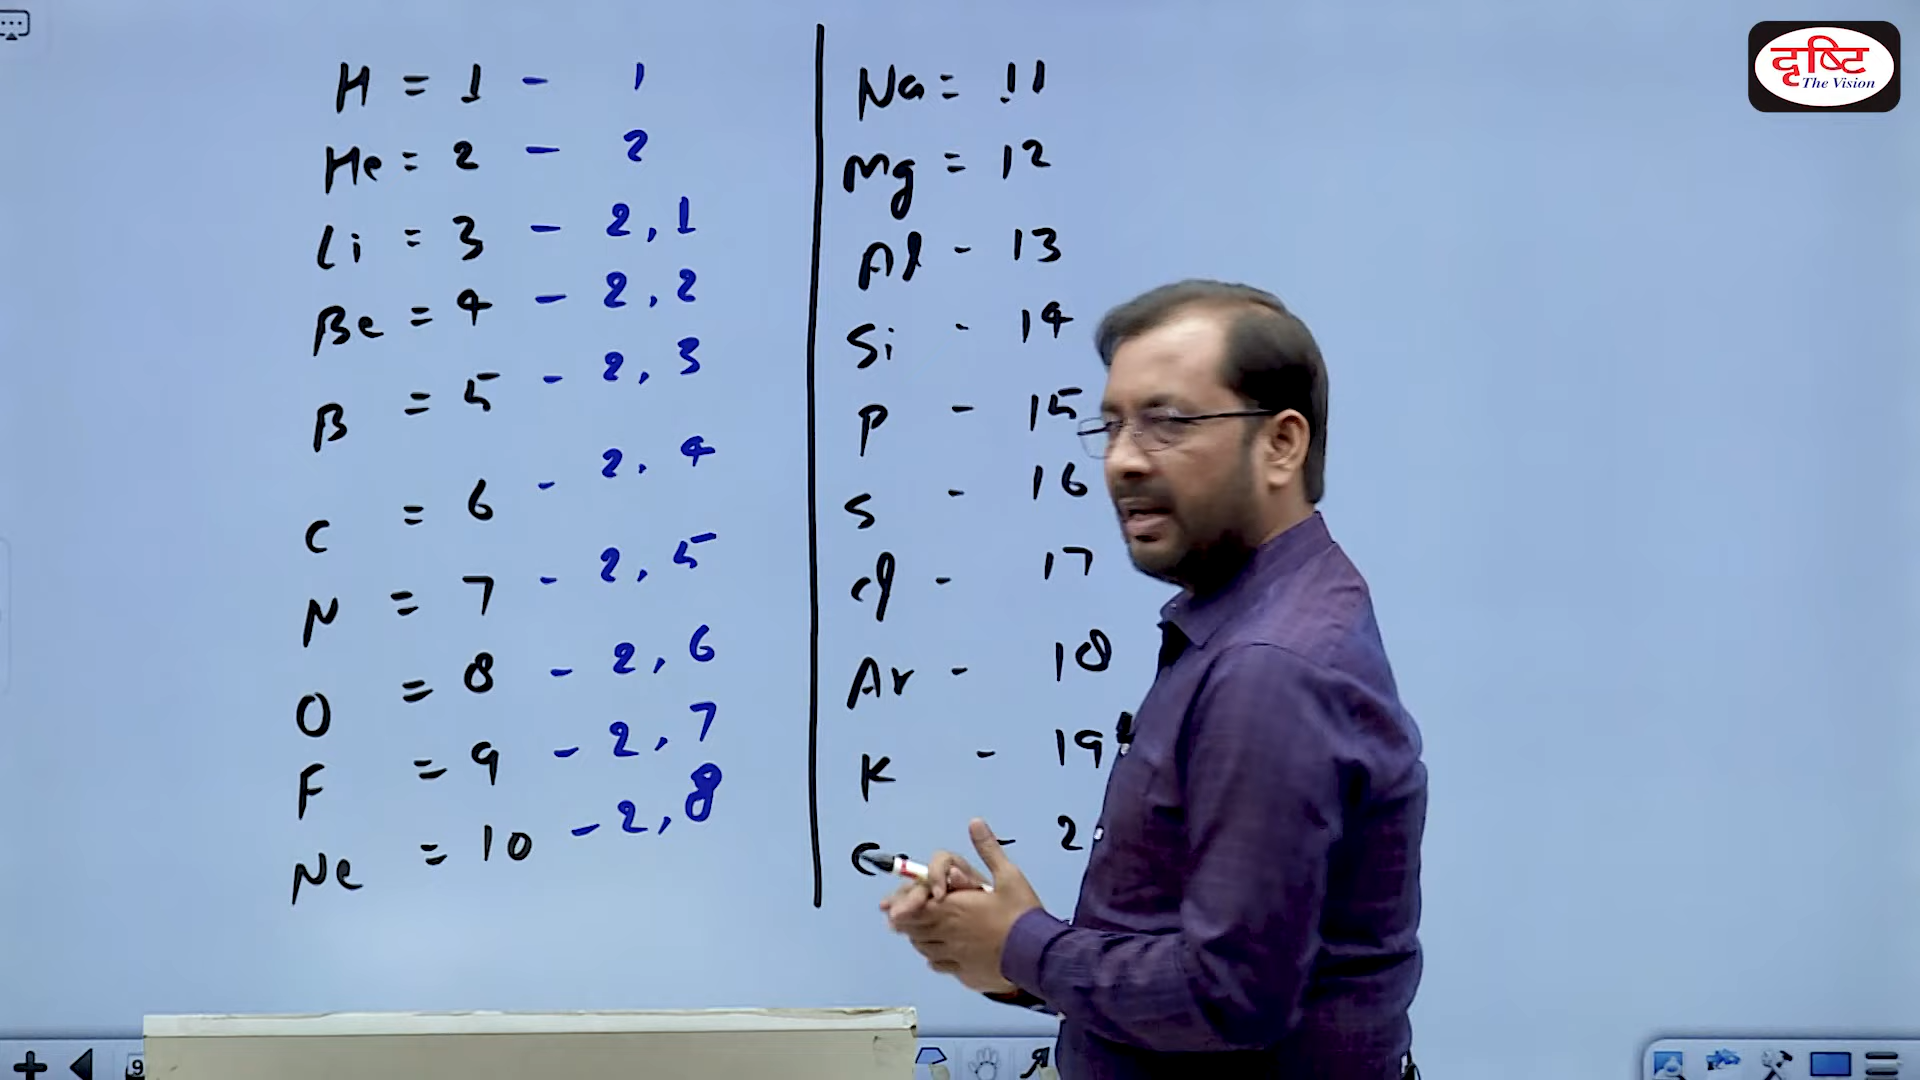 H = 1 - 1
He = 2 - 2
Li = 3 - 2, 1
Be = 4 - 2, 2
B = 5 - 2, 3
C = 6 - 2, 4
N = 7 - 2, 5
O = 8 - 2, 6
F = 9 - 2, 7
Ne = 10 - 2, 8
Na = 11
Mg = 12
Al - 13
Si - 14
P - 15
S - 16
Cl - 17
Ar - 18
K - 19
- 2
दृष्टि
The Vision
9